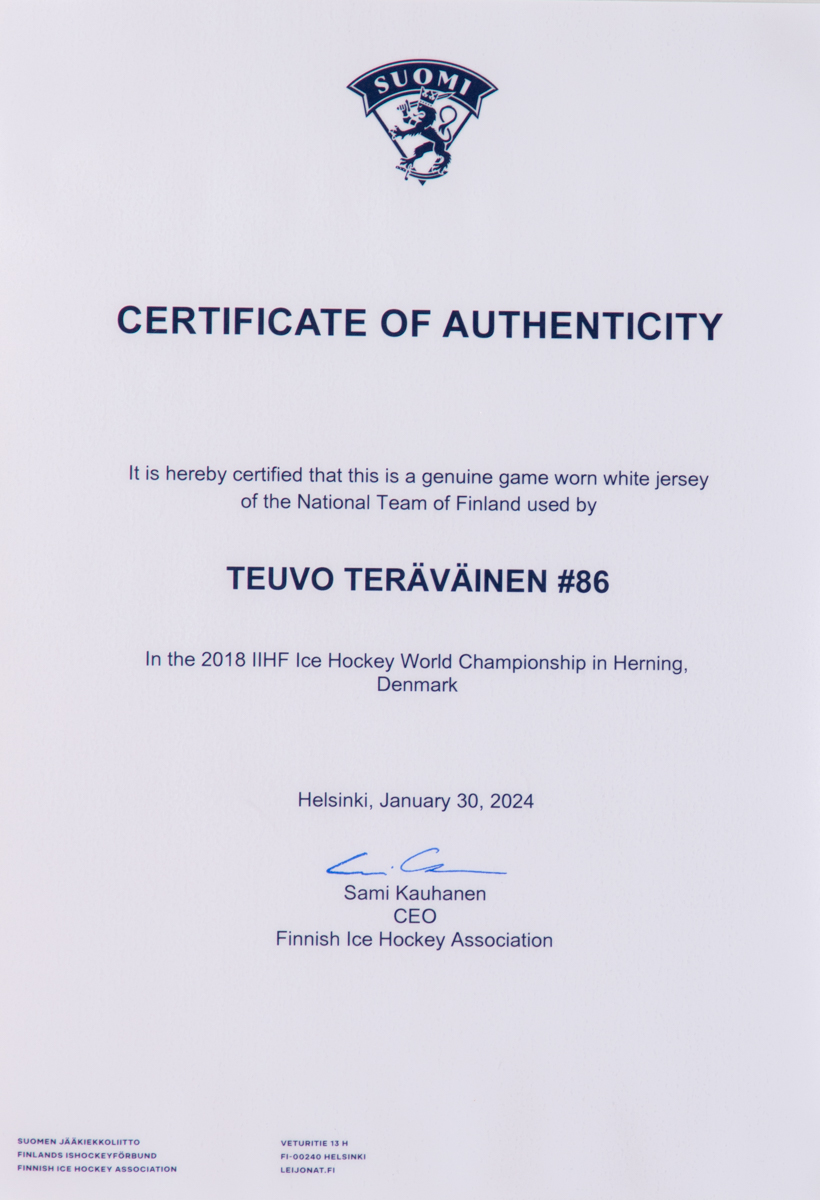 SUOMI
CERTIFICATE OF AUTHENTICITY
It is hereby certified that this is a genuine game worn white jersey
of the National Team of Finland used by
TEUVO TERÄVÄINEN #86
In the 2018 IIHF Ice Hockey World Championship in Herning,
Denmark
Helsinki, January 30, 2024
Sami Kauhanen
CEO
Finnish Ice Hockey Association
SUOMEN JÄÄKIEKKOLIITTO
FINLANDS ISHOCKEYFÖRBUND
FINNISH ICE HOCKEY ASSOCIATION
VETURITIE 13 H
FI-00240 HELSINKI
LEIJONAT.FI